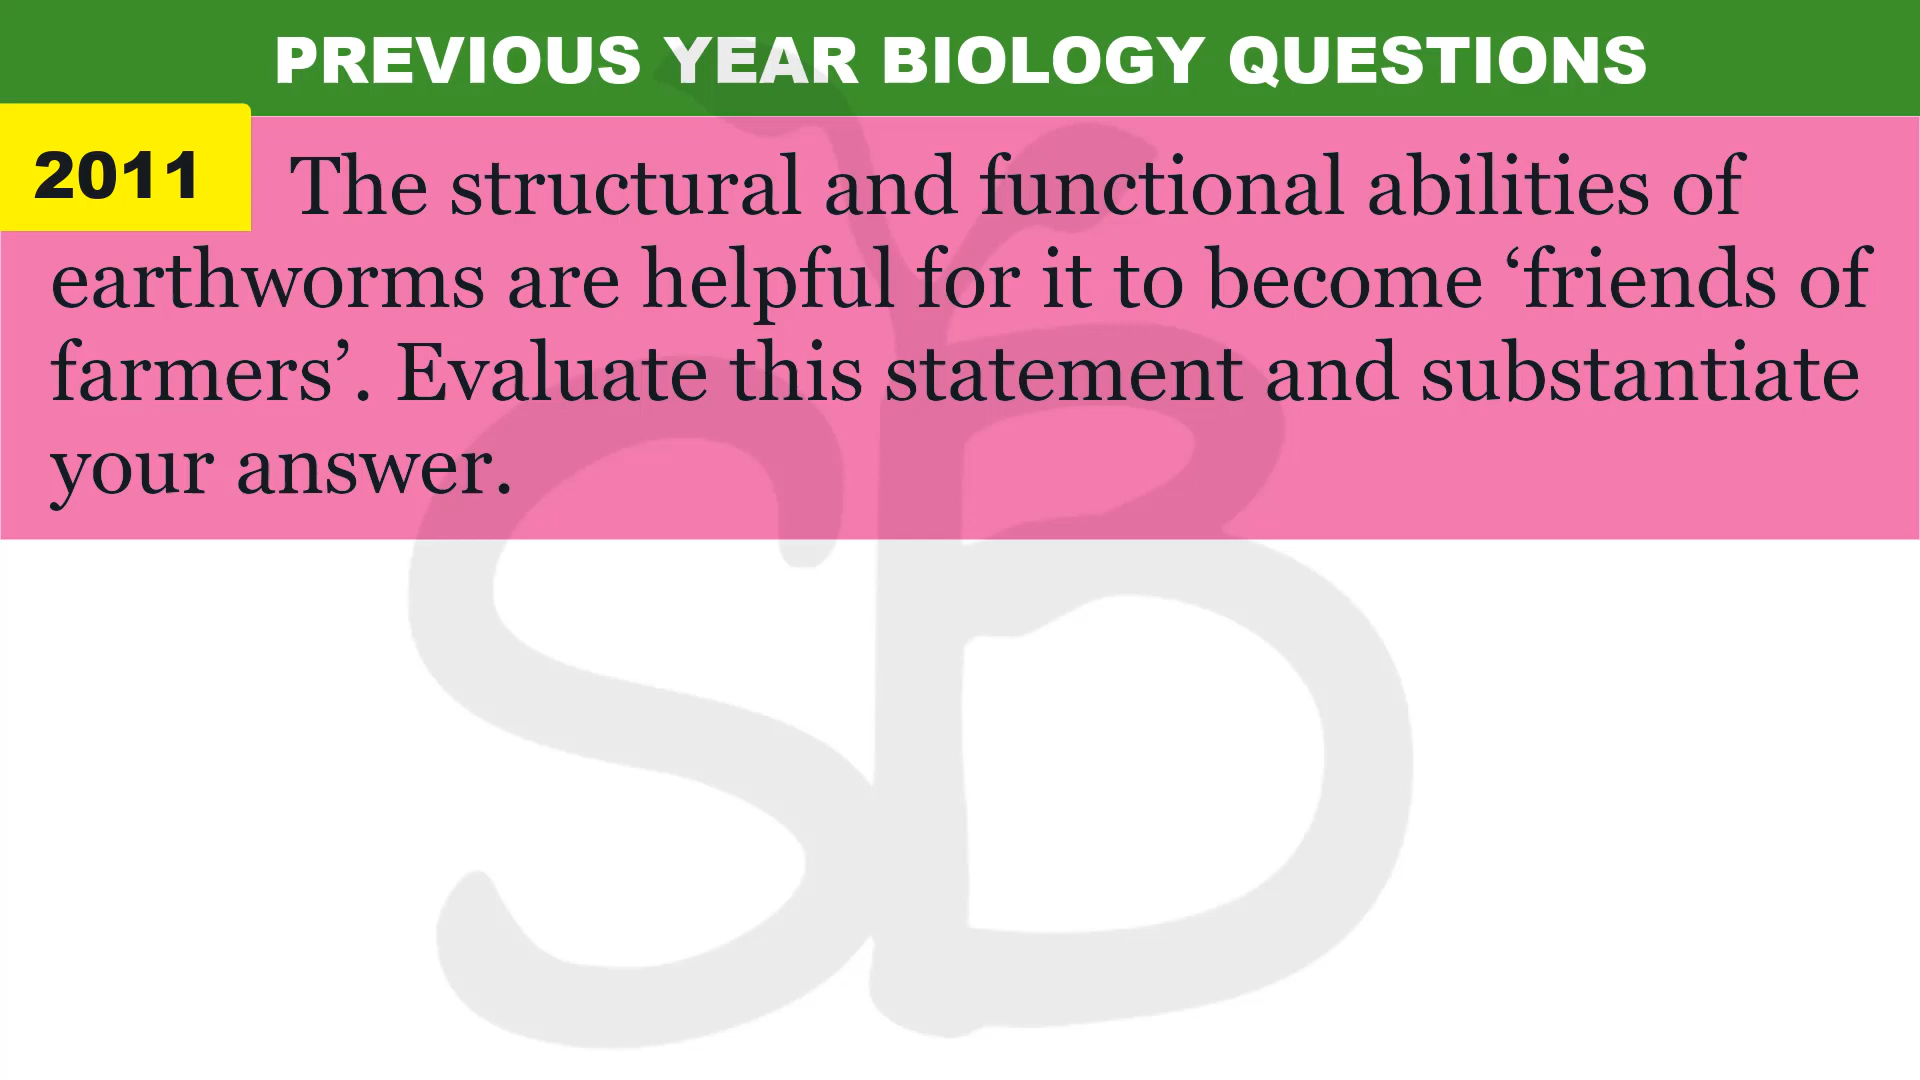 PREVIOUS YEAR BIOLOGY QUESTIONS
2011
The structural and functional abilities of
earthworms are helpful for it to become ‘friends of
farmers’. Evaluate this statement and substantiate
your answer.
SB